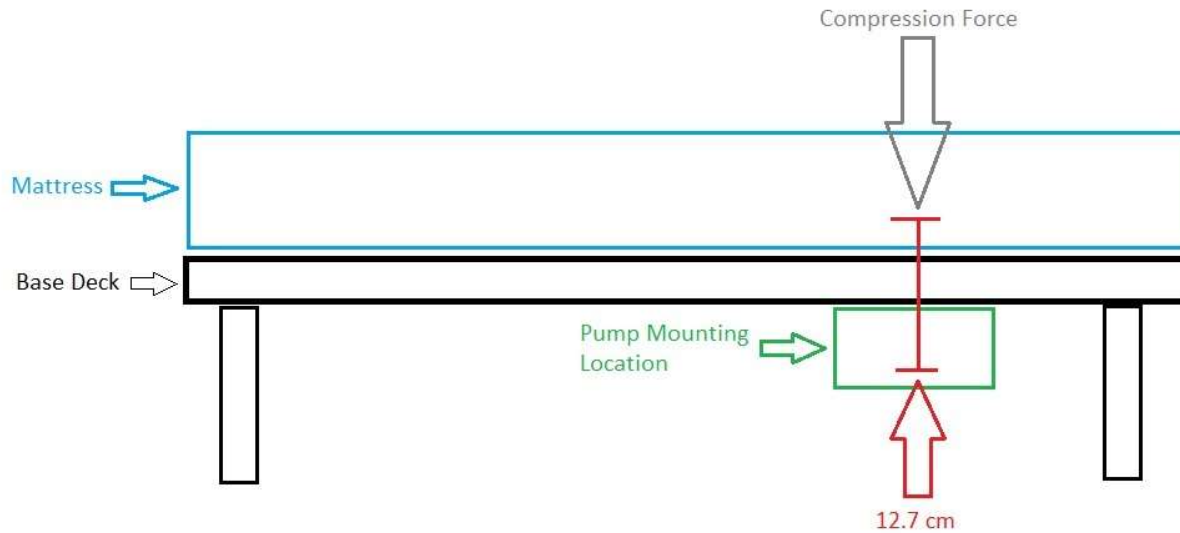 Compression Force
Mattress
Base Deck
Pump Mounting
Location
12.7 cm